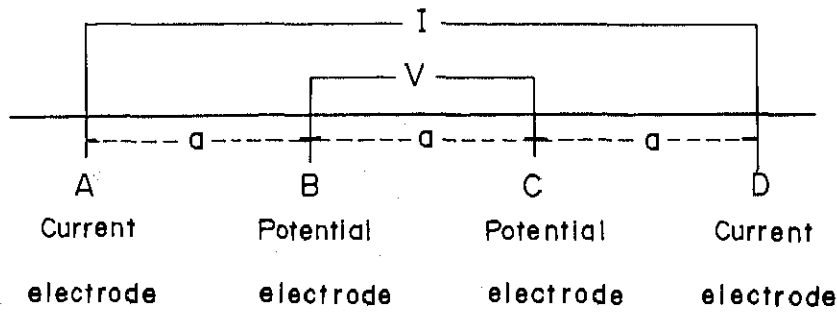 I
V
a a a
A B C D
Current Potential Potential Current
electrode electrode electrode electrode